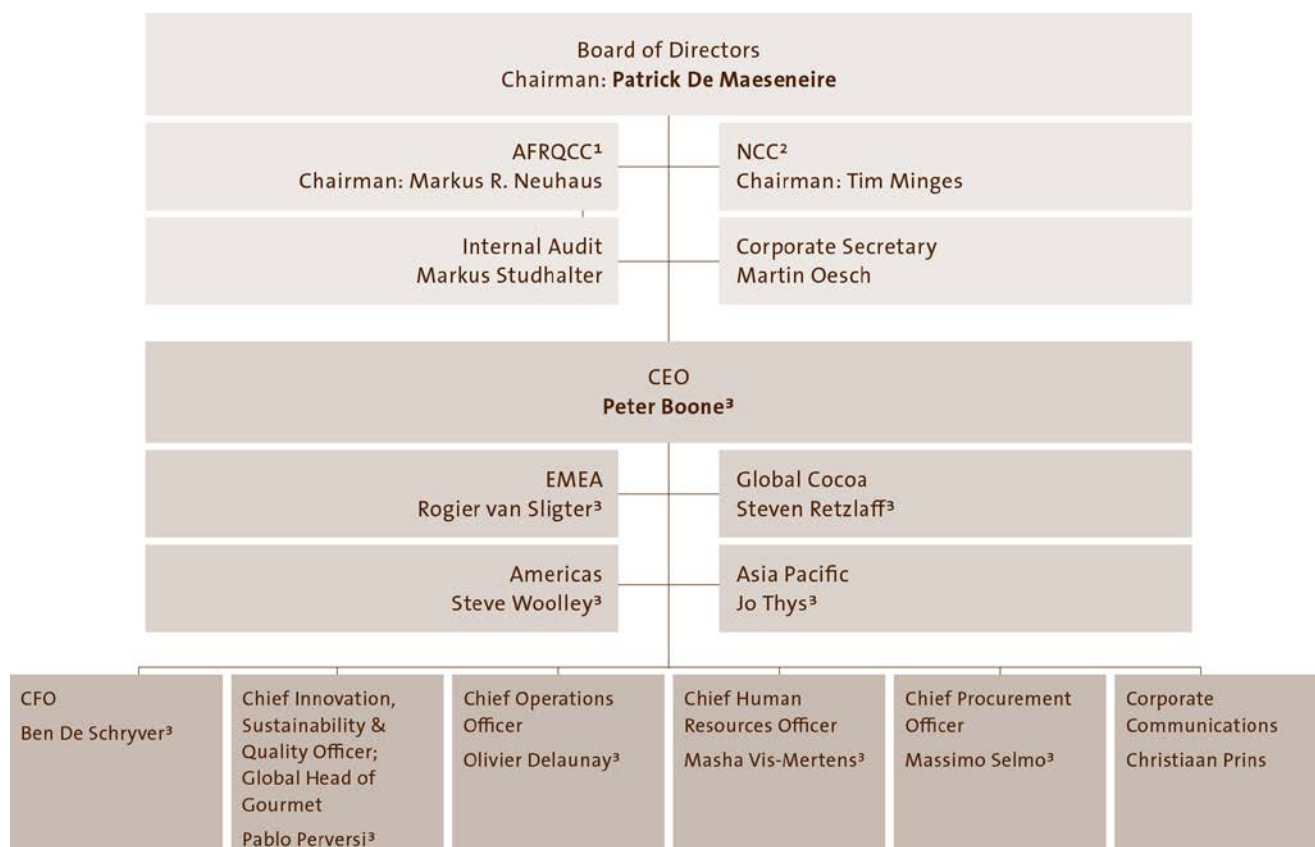 Board of Directors
Chairman: Patrick De Maeseneire
AFRQCC¹
Chairman: Markus R. Neuhaus
NCC²
Chairman: Tim Minges
Internal Audit
Markus Studhalter
Corporate Secretary
Martin Oesch
CEO
Peter Boone³
EMEA
Rogier van Sligter³
Global Cocoa
Steven Retzlaff³
Americas
Steve Woolley³
Asia Pacific
Jo Thys³
CFO
Ben De Schryver³
Chief Innovation,
Sustainability &
Quality Officer;
Global Head of
Gourmet
Pablo Perversi³
Chief Operations
Officer
Olivier Delaunay³
Chief Human
Resources Officer
Masha Vis-Mertens³
Chief Procurement
Officer
Massimo Selmo³
Corporate
Communications
Christiaan Prins